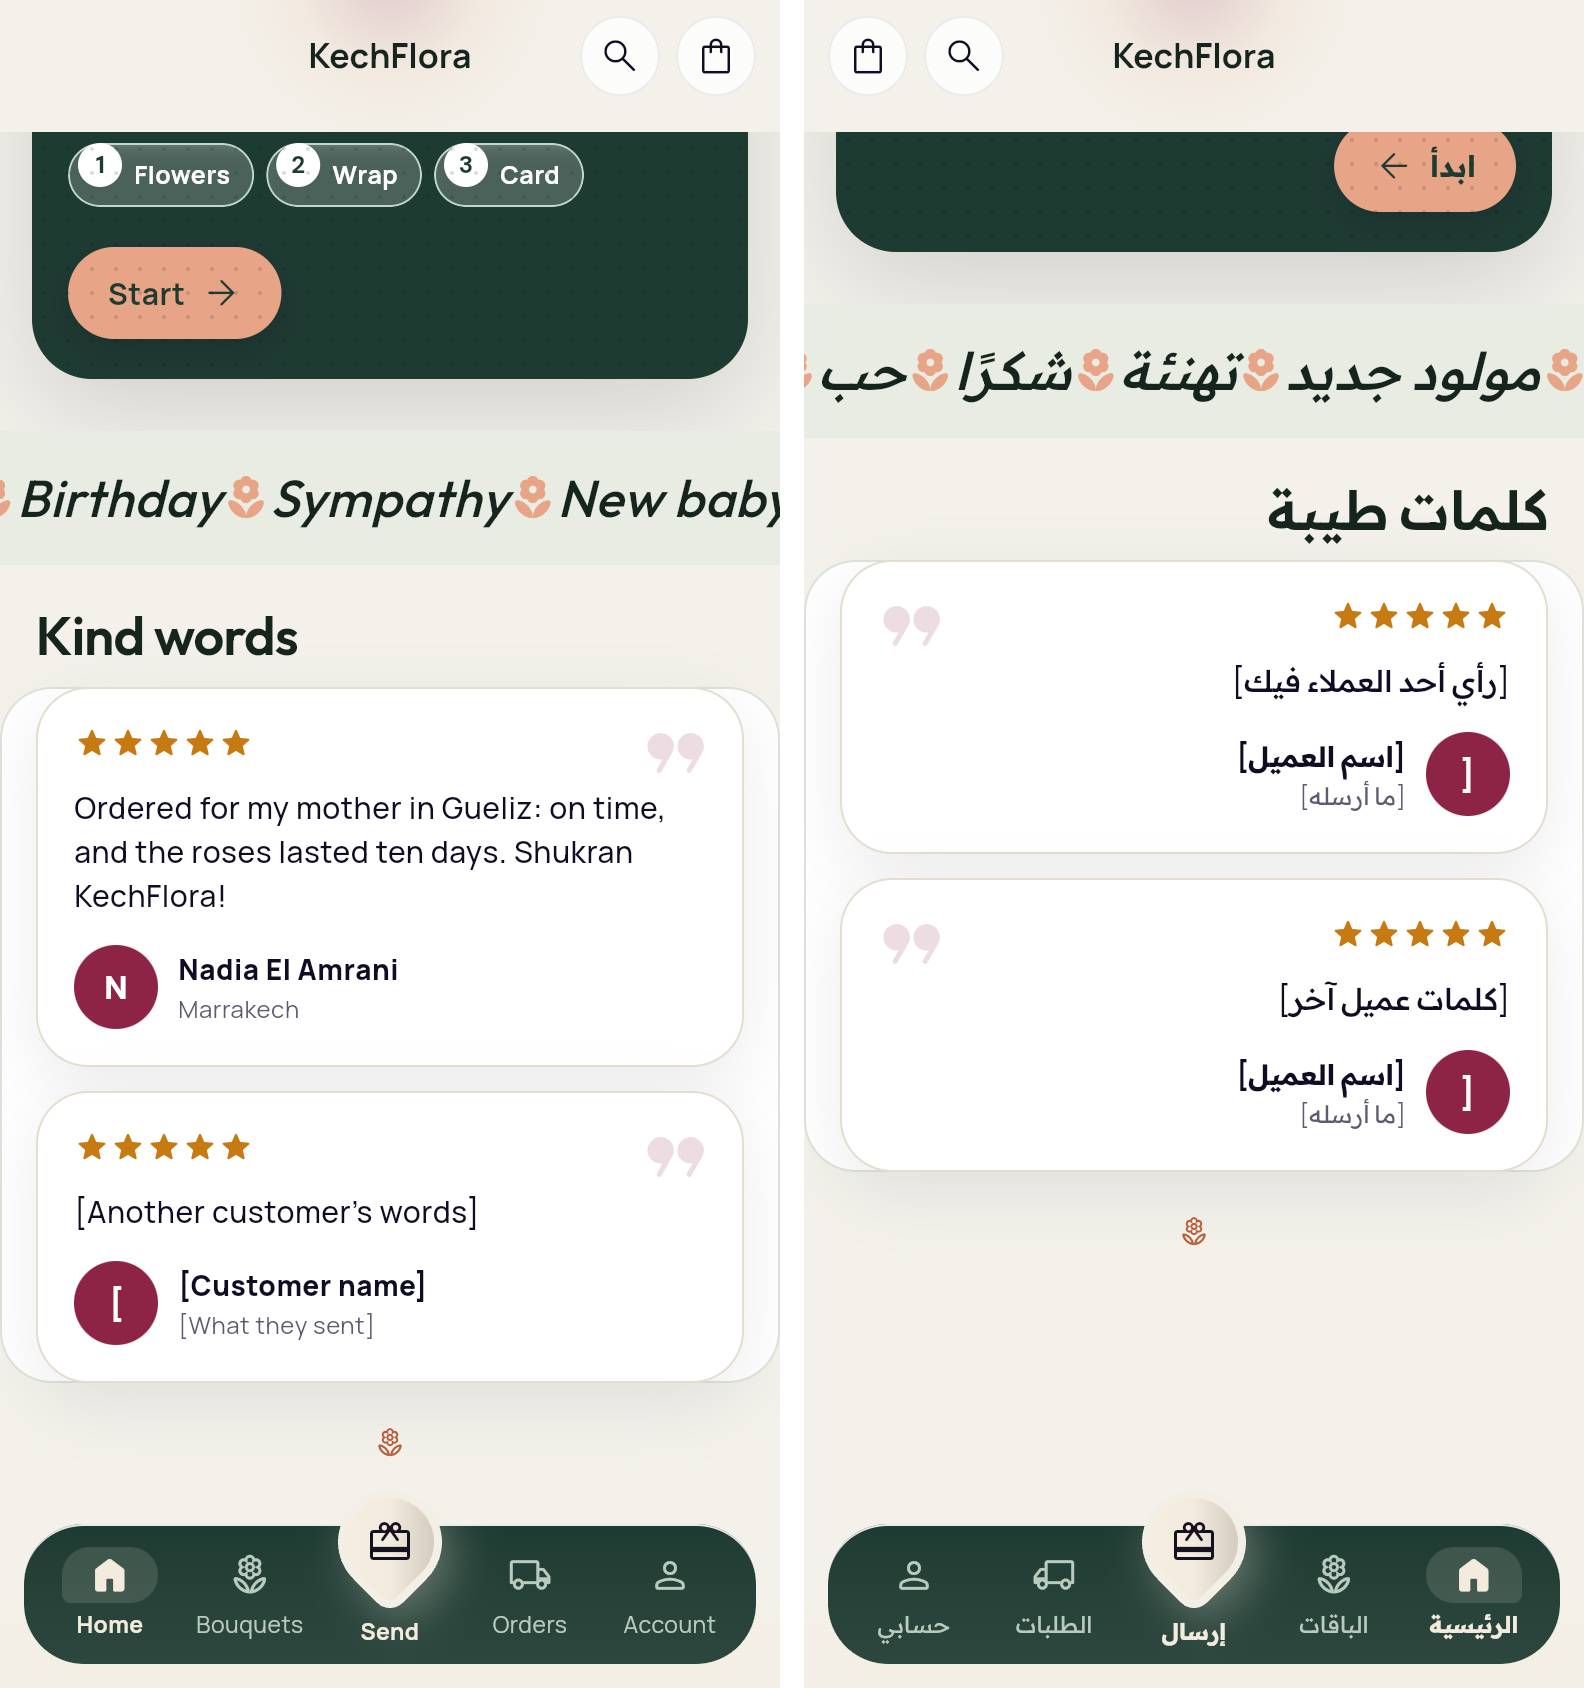 KechFlora
1 Flowers 2 Wrap 3 Card
Start
Birthday Sympathy New baby
Kind words
Ordered for my mother in Gueliz: on time,
and the roses lasted ten days. Shukran
KechFlora!
N
Nadia El Amrani
Marrakech
[Another customer’s words]
[
[Customer name]
[What they sent]
Home Bouquets Send Orders Account
KechFlora
ابدأ
مولود جديد تهنئة شكرًا حب
كلمات طيبة
[رأي أحد العملاء فيك]
[
[اسم العميل]
[ما أرسله]
[كلمات عميل آخر]
[
[اسم العميل]
[ما أرسله]
الرئيسية الباقات إرسال الطلبات حسابي